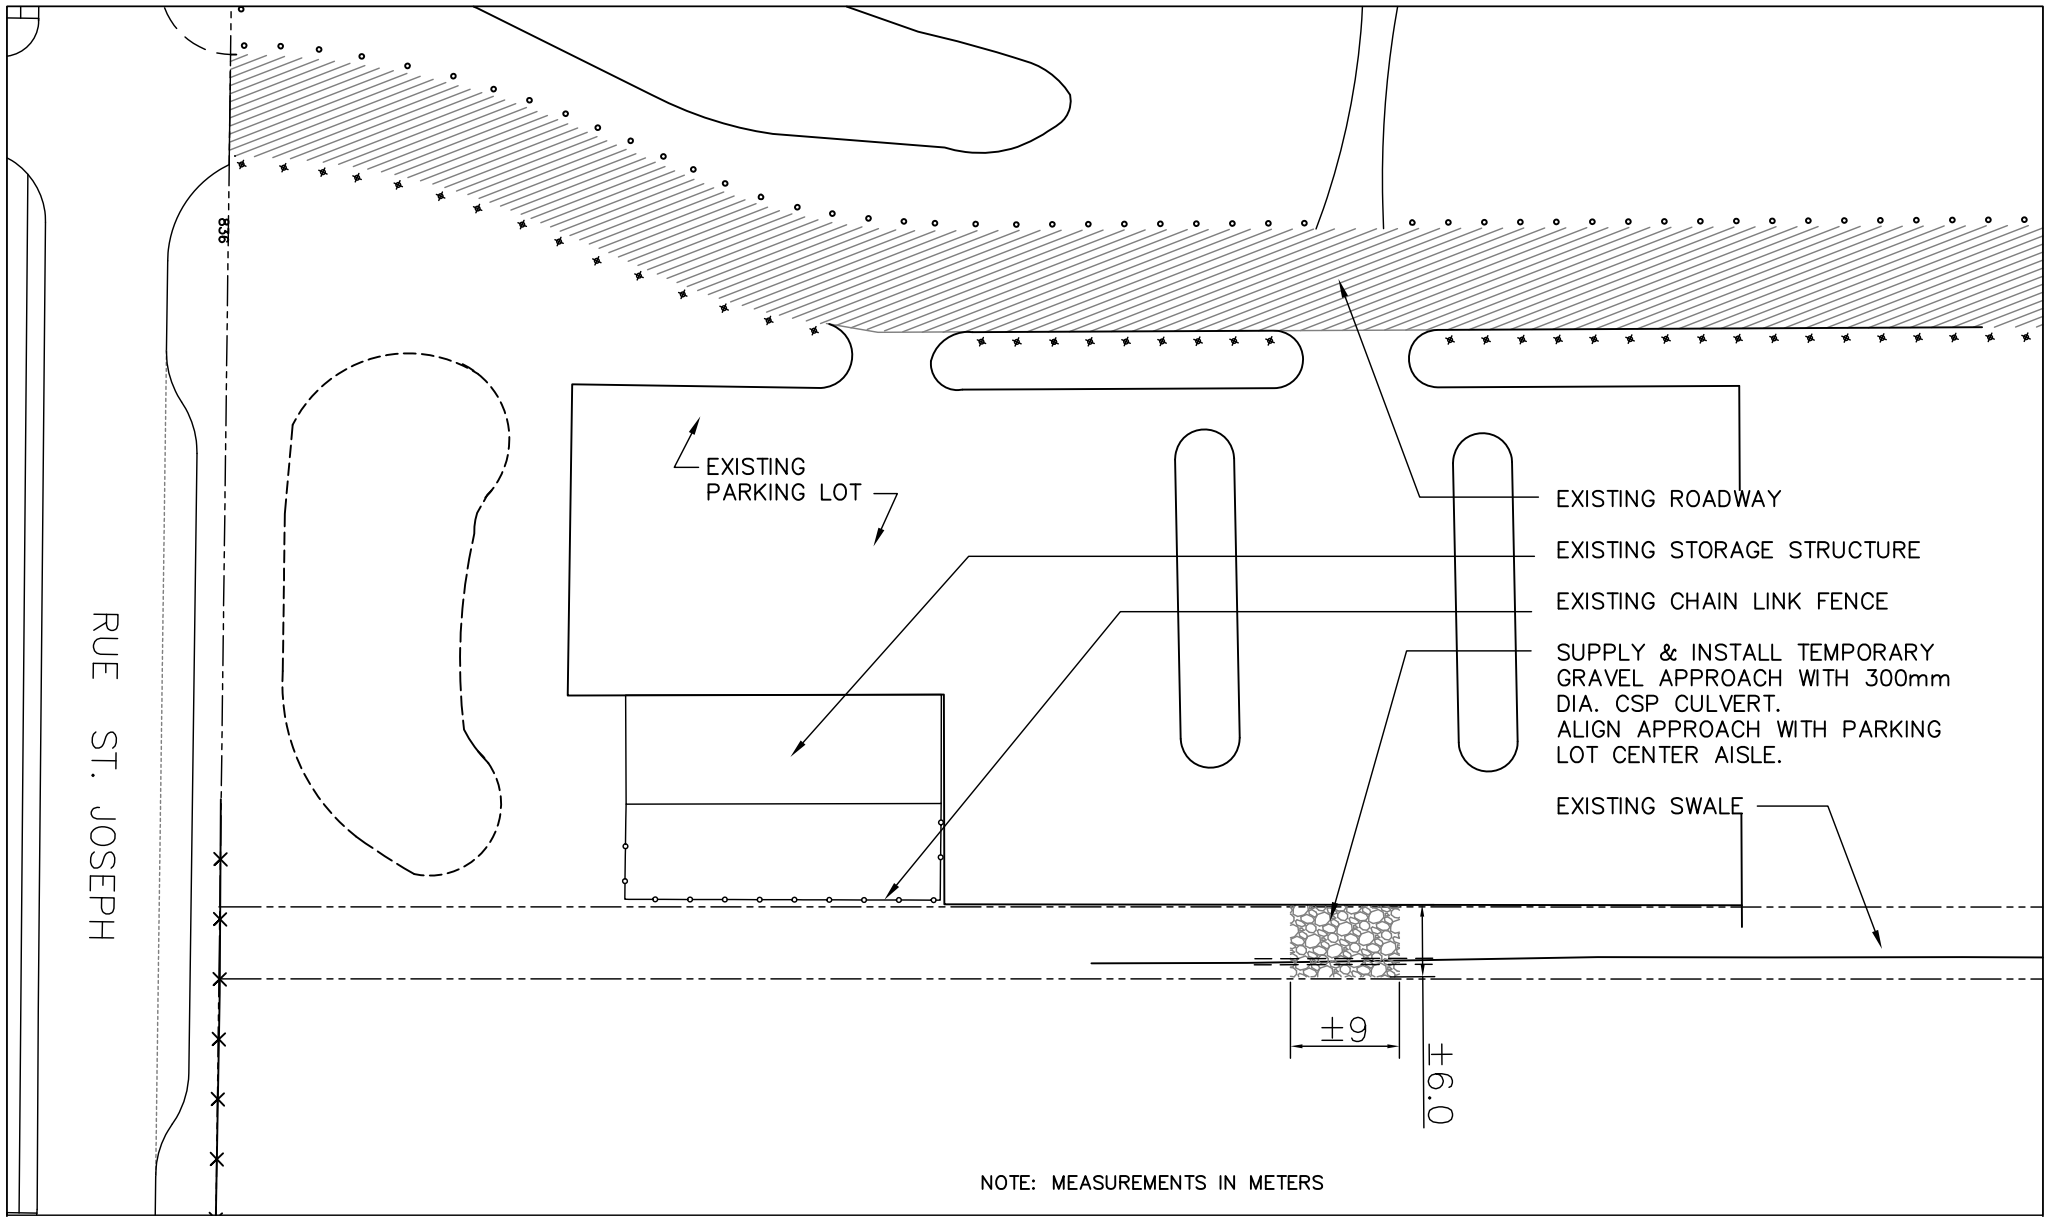 836
EXISTING
PARKING LOT
EXISTING ROADWAY
EXISTING STORAGE STRUCTURE
EXISTING CHAIN LINK FENCE
SUPPLY & INSTALL TEMPORARY
GRAVEL APPROACH WITH 300mm
DIA. CSP CULVERT.
ALIGN APPROACH WITH PARKING
LOT CENTER AISLE.
EXISTING SWALE
RUE ST. JOSEPH
±9
±6.0
NOTE: MEASUREMENTS IN METERS